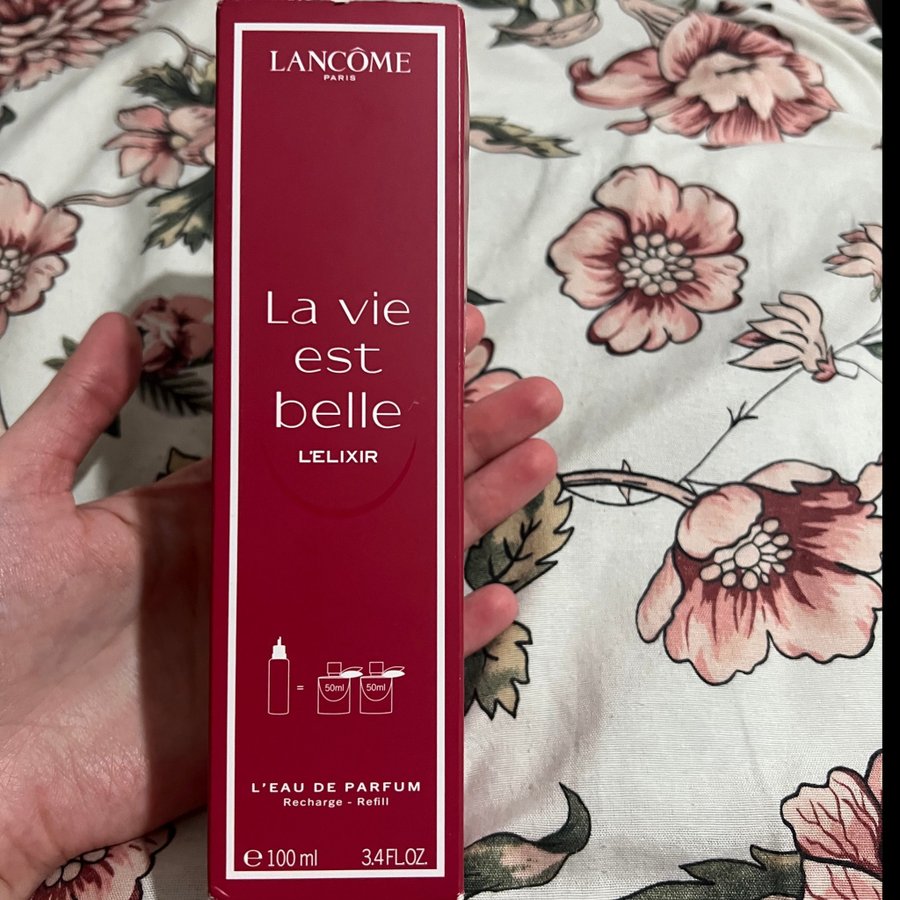 LANCÔME
PARIS
La vie
est
belle
L'ELIXIR
=
50ml 50ml
L'EAU DE PARFUM
Recharge - Refill
℮ 100 ml 3.4 FL.OZ.